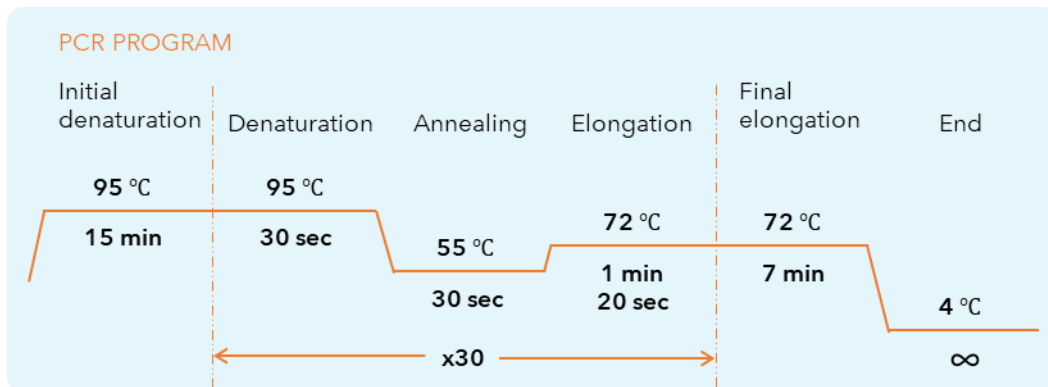 PCR PROGRAM
Initial
denaturation
Denaturation
Annealing
Elongation
Final
elongation
End
95 °C
15 min
95 °C
30 sec
55 °C
30 sec
72 °C
1 min
20 sec
72 °C
7 min
4 °C
∞
x30